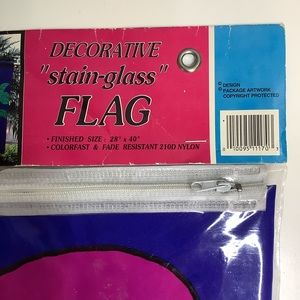 DECORATIVE
"stain-glass"
FLAG
• FINISHED SIZE: 28" x 40"
• COLORFAST & FADE RESISTANT 210D NYLON
DESIGN
PACKAGE ARTWORK
COPYRIGHT PROTECTED